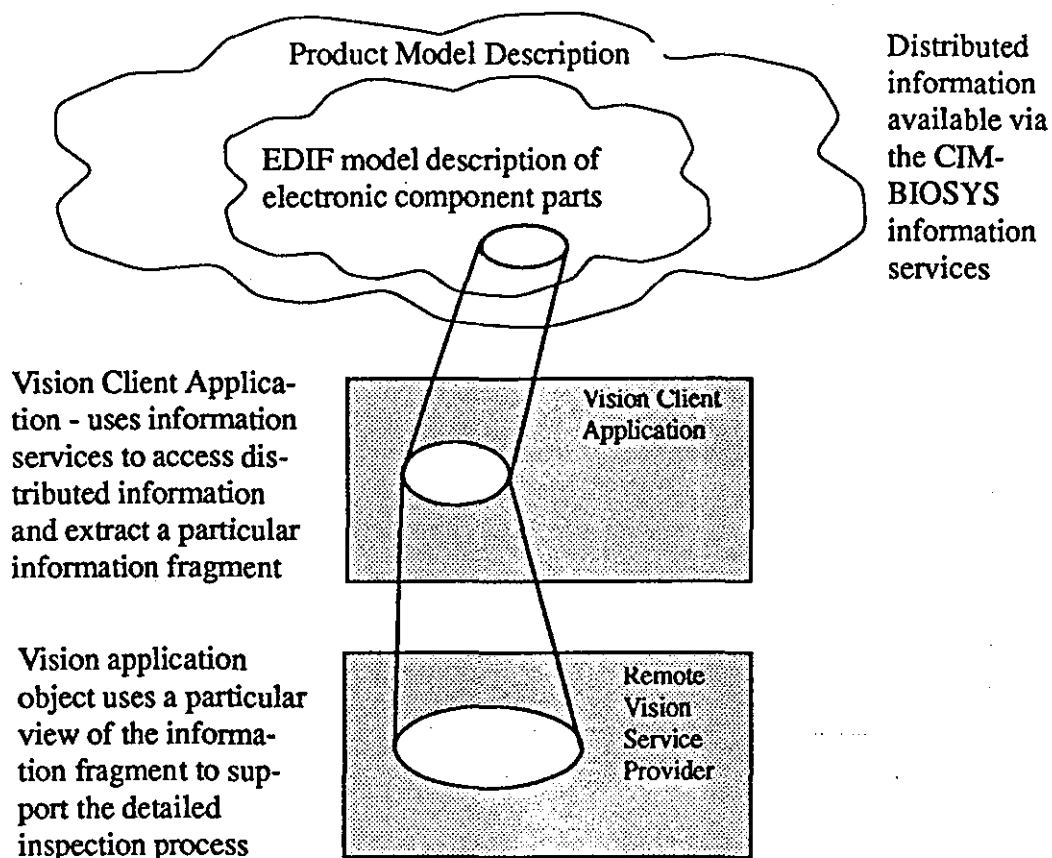 Product Model Description
EDIF model description of
electronic component parts
Distributed
information
available via
the CIM-
BIOSYS
information
services
Vision Client Applica-
tion - uses information
services to access dis-
tributed information
and extract a particular
information fragment
Vision Client
Application
Vision application
object uses a particular
view of the informa-
tion fragment to sup-
port the detailed
inspection process
Remote
Vision
Service
Provider